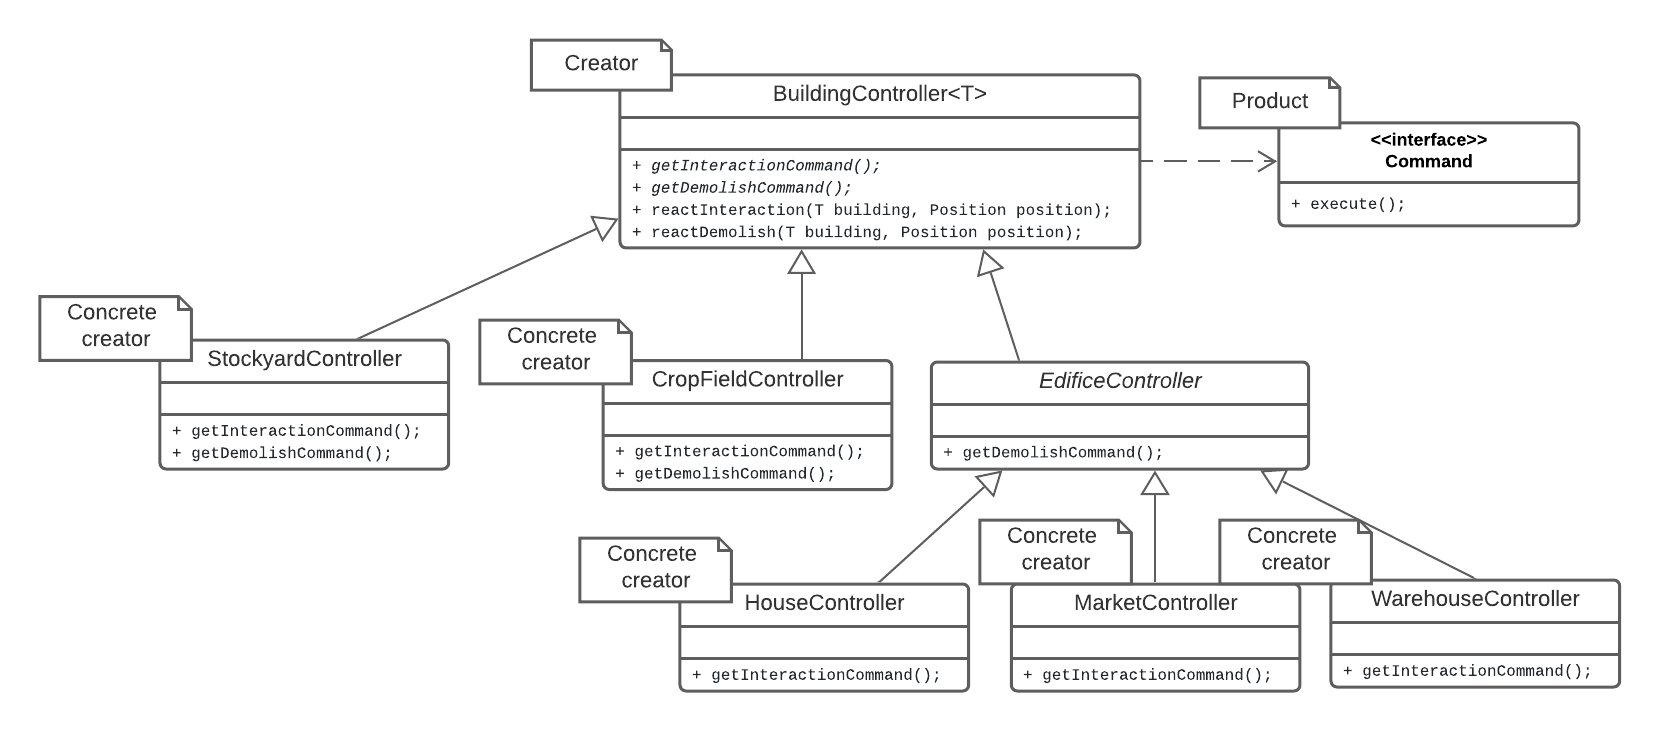 Creator
BuildingController<T>
+ getInteractionCommand();
+ getDemolishCommand();
+ reactInteraction(T building, Position position);
+ reactDemolish(T building, Position position);
Product
<<interface>>
Command
+ execute();
Concrete
creator
StockyardController
+ getInteractionCommand();
+ getDemolishCommand();
Concrete
creator
CropFieldController
+ getInteractionCommand();
+ getDemolishCommand();
EdificeController
+ getDemolishCommand();
Concrete
creator
HouseController
+ getInteractionCommand();
Concrete
creator
MarketController
+ getInteractionCommand();
Concrete
creator
WarehouseController
+ getInteractionCommand();